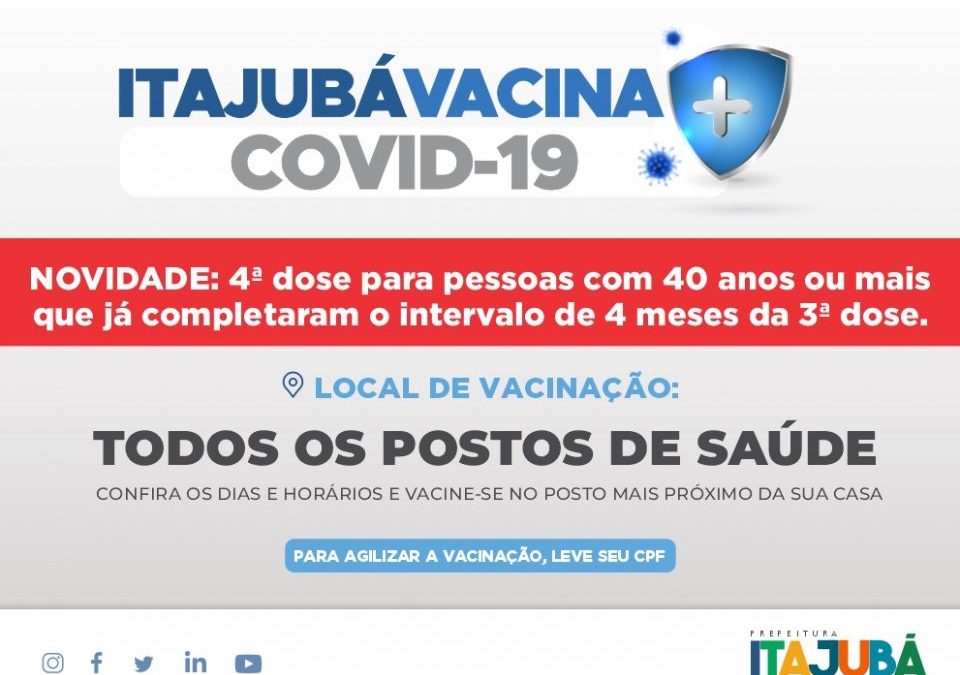 ITAJUBÁVACINA
COVID-19
NOVIDADE: 4ª dose para pessoas com 40 anos ou mais
que já completaram o intervalo de 4 meses da 3ª dose.
LOCAL DE VACINAÇÃO:
TODOS OS POSTOS DE SAÚDE
CONFIRA OS DIAS E HORÁRIOS E VACINE-SE NO POSTO MAIS PRÓXIMO DA SUA CASA
PARA AGILIZAR A VACINAÇÃO, LEVE SEU CPF
PREFEITURA
ITAJUBÁ